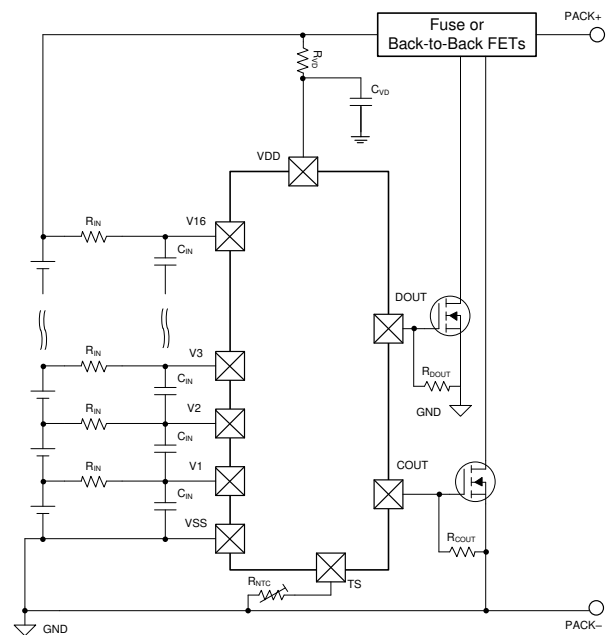 PACK+
Fuse or
Back-to-Back FETs
RVD
CVD
VDD
RIN
V16
CIN
DOUT
RIN
V3
CIN
RDOUT
RIN
V2
GND
CIN
RIN
V1
COUT
CIN
VSS
RCOUT
RNTC
TS
GND
PACK–